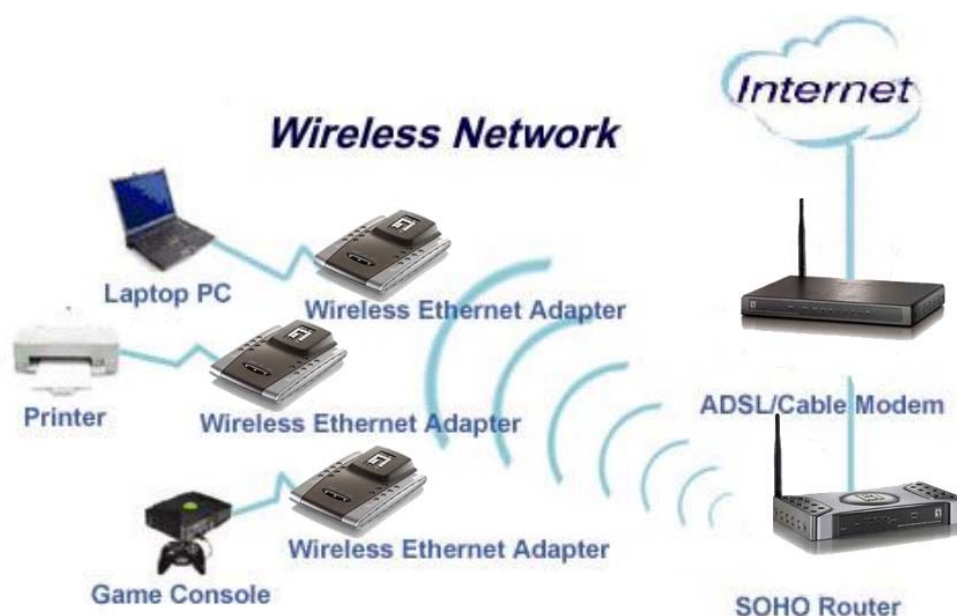 Internet
Wireless Network
Laptop PC
Wireless Ethernet Adapter
Printer
Wireless Ethernet Adapter
ADSL/Cable Modem
Wireless Ethernet Adapter
Game Console
SOHO Router